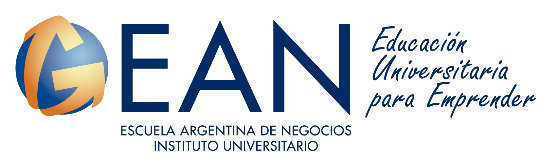 EAN
ESCUELA ARGENTINA DE NEGOCIOS
INSTITUTO UNIVERSITARIO
Educación
Universitaria
para Emprender